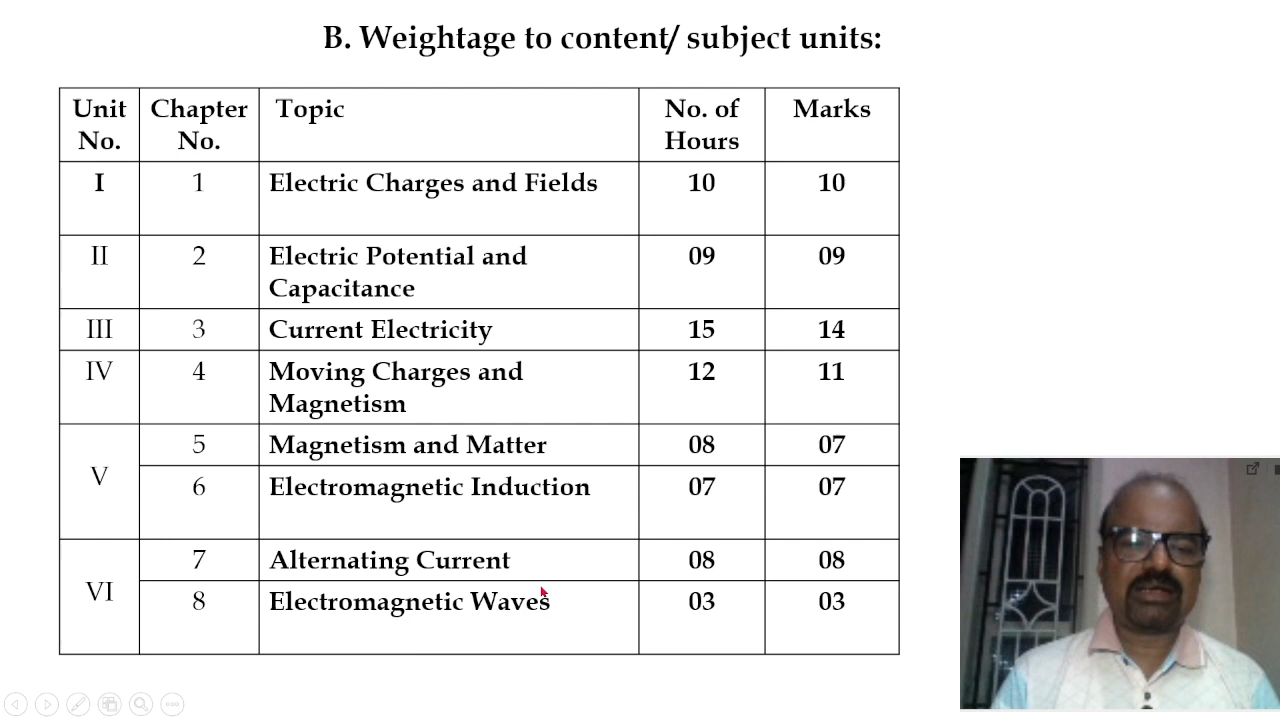 B. Weightage to content/ subject units:
Unit No. Chapter No. Topic No. of Hours Marks
I 1 Electric Charges and Fields 10 10
II 2 Electric Potential and Capacitance 09 09
III 3 Current Electricity 15 14
IV 4 Moving Charges and Magnetism 12 11
V 5 Magnetism and Matter 08 07
6 Electromagnetic Induction 07 07
VI 7 Alternating Current 08 08
8 Electromagnetic Waves 03 03